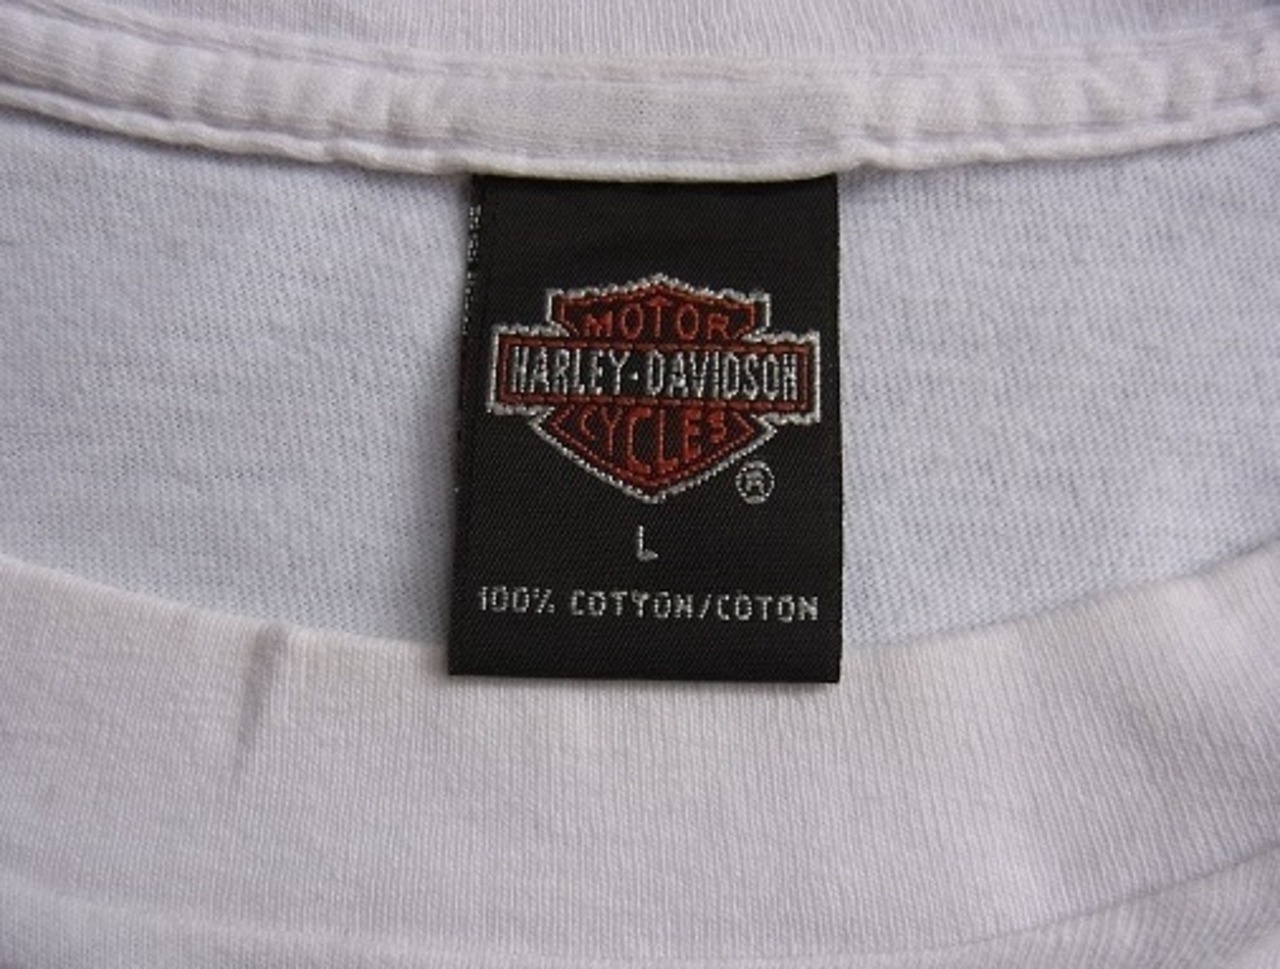 MOTOR
HARLEY-DAVIDSON
CYCLES
®
L
100% COTTON/COTON